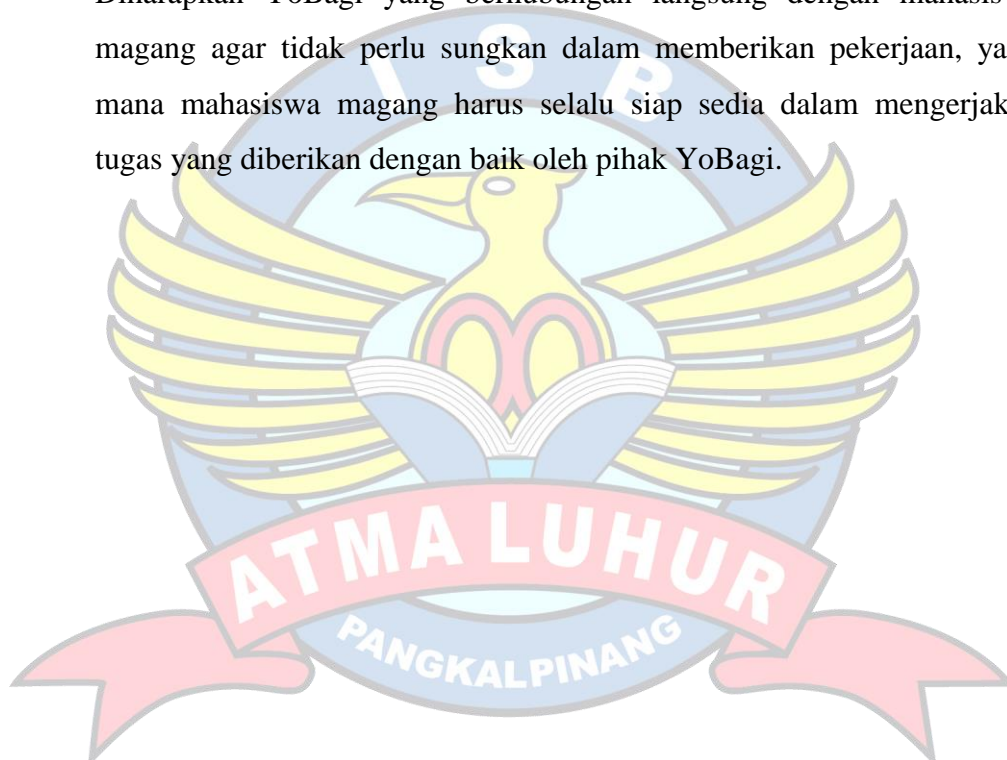 Diharapkan YoBagi yang berhubungan langsung dengan mahasis
magang agar tidak perlu sungkan dalam memberikan pekerjaan, ya
mana mahasiswa magang harus selalu siap sedia dalam mengerjak
tugas yang diberikan dengan baik oleh pihak YoBagi.
I S B
ATMA LUHUR
PANGKALPINANG